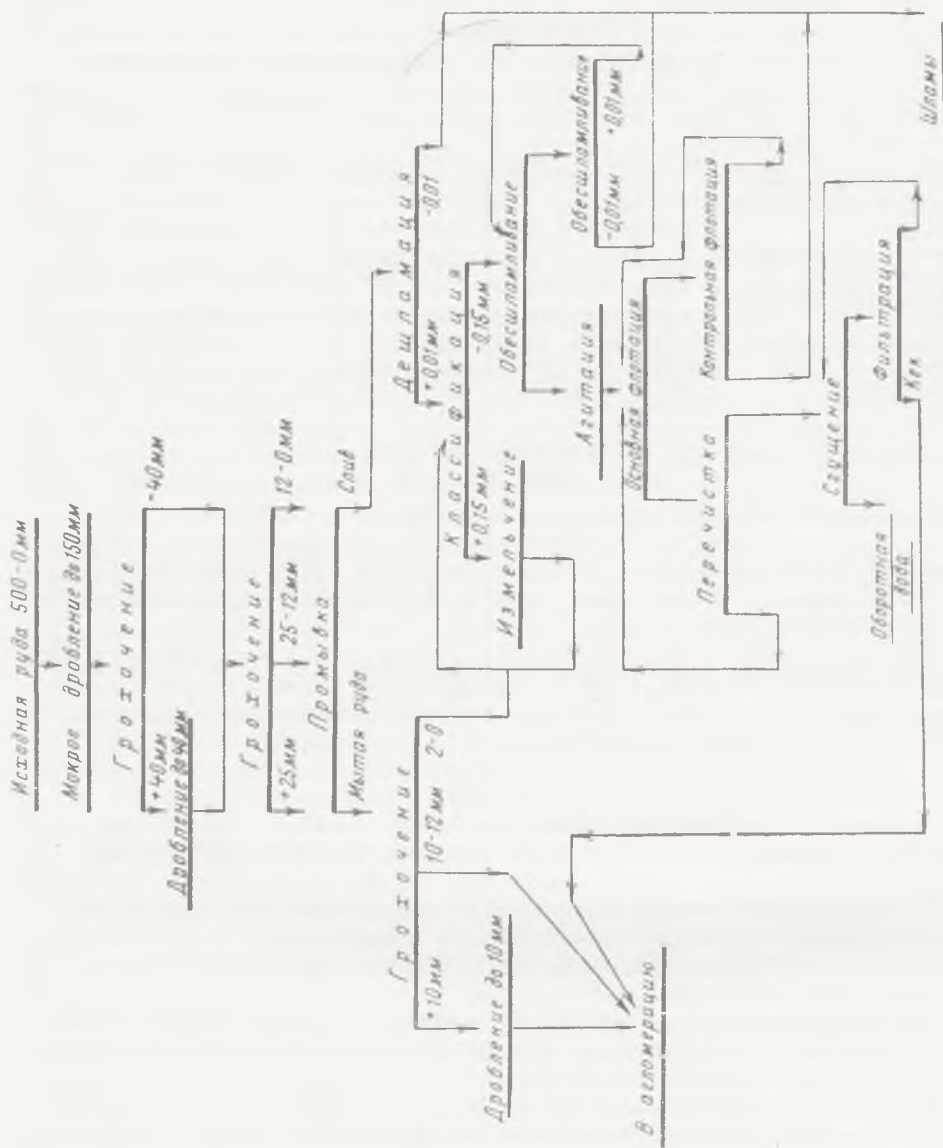 Исходная руда 500-0мм
Мокрое дробление до 150мм
Грохочение
+40мм
-40мм
Дробление до 40мм
Грохочение
+25мм
25-12мм
12-0мм
Промывка
Мытая руда
Слив
Дешламация
+0,01мм
-0,01
Грохочение
+10мм
10-12мм
2-0
Дробление до 10мм
Классификация
+0,15мм
-0,15мм
Измельчение
Обесшламливание
Обесшламливание
-0,01мм
+0,01мм
Агитация
Основная флотация
Контрольная флотация
Перечистка
Сгущение
Оборотная
вода
Фильтрация
Кек
Шламы
В агломерацию